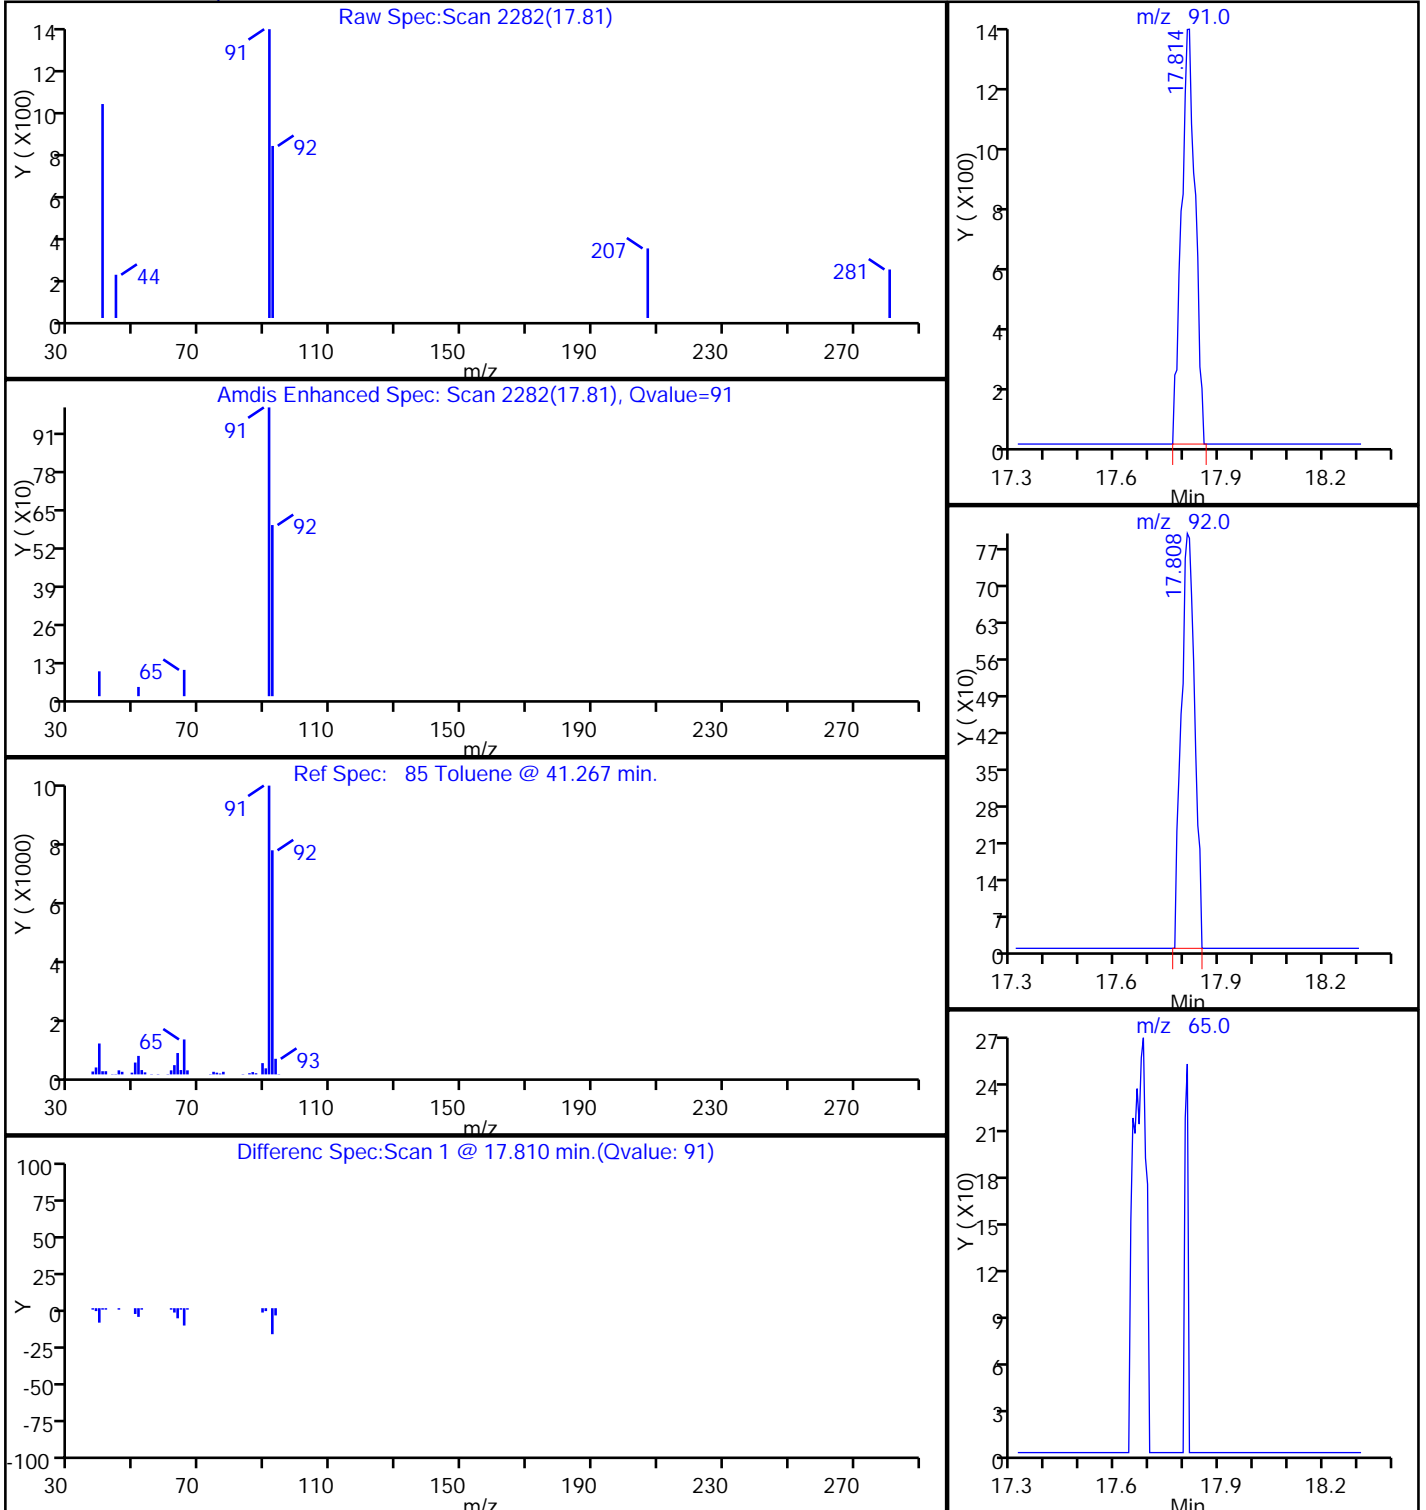 Raw Spec:Scan 2282(17.81)
Y ( X100)
14
12
10
8
6
4
2
0
91
92
44
207
281
30 70 110 150 190 230 270
m/z
Amdis Enhanced Spec: Scan 2282(17.81), Qvalue=91
Y ( X10)
91
78
65
52
39
26
13
0
91
92
65
30 70 110 150 190 230 270
m/z
Ref Spec: 85 Toluene @ 41.267 min.
Y ( X1000)
10
8
6
4
2
0
91
92
65
93
30 70 110 150 190 230 270
m/z
Differenc Spec:Scan 1 @ 17.810 min.(Qvalue: 91)
Y
100
75
50
25
0
-25
-50
-75
-100
30 70 110 150 190 230 270
m/z
m/z 91.0
17.814
Y ( X100)
14
12
10
8
6
4
2
0
17.3 17.6 17.9 18.2
Min
m/z 92.0
17.808
Y ( X10)
77
70
63
56
49
42
35
28
21
14
7
0
17.3 17.6 17.9 18.2
Min
m/z 65.0
Y ( X10)
27
24
21
18
15
12
9
6
3
0
17.3 17.6 17.9 18.2
Min